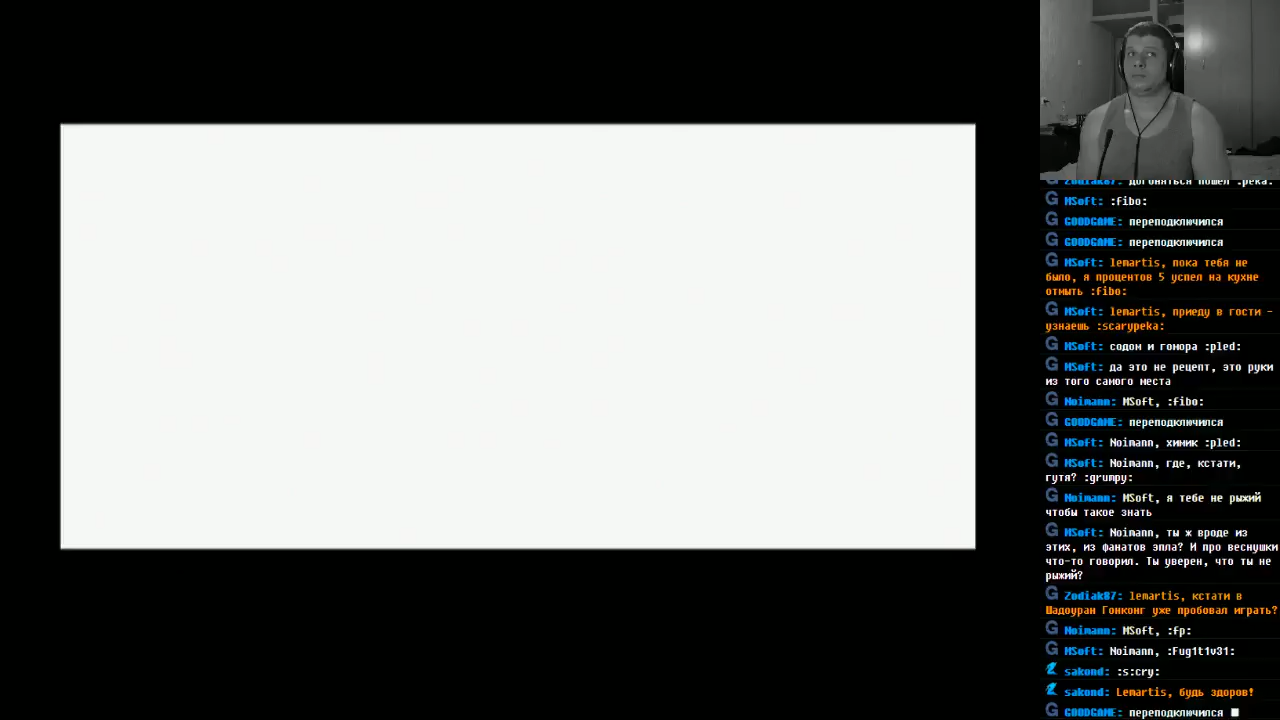 Zodiak87: догоняться пошел :pека:
MSoft: :fibo:
GOODGAME: переподключился
GOODGAME: переподключился
MSoft: lemartis, пока тебя не
было, я процентов 5 успел на кухне
отмыть :fibo:
MSoft: lemartis, приеду в гости -
узнаешь :scarypeka:
MSoft: содом и гомора :pled:
MSoft: да это не рецепт, это руки
из того самого места
Noimann: MSoft, :fibo:
GOODGAME: переподключился
MSoft: Noimann, химик :pled:
MSoft: Noimann, где, кстати,
гутя? :grumpy:
Noimann: MSoft, я тебе не рыжий
чтобы такое знать
MSoft: Noimann, ты ж вроде из
этих, из фанатов эпла? И про веснушки
что-то говорил. Ты уверен, что ты не
рыжий?
Zodiak87: lemartis, кстати в
Шадоуран Гонконг уже пробовал играть?
Noimann: MSoft, :fp:
MSoft: Noimann, :Fug1t1v31:
sakond: :s:cry:
sakond: Lemartis, будь здоров!
GOODGAME: переподключился